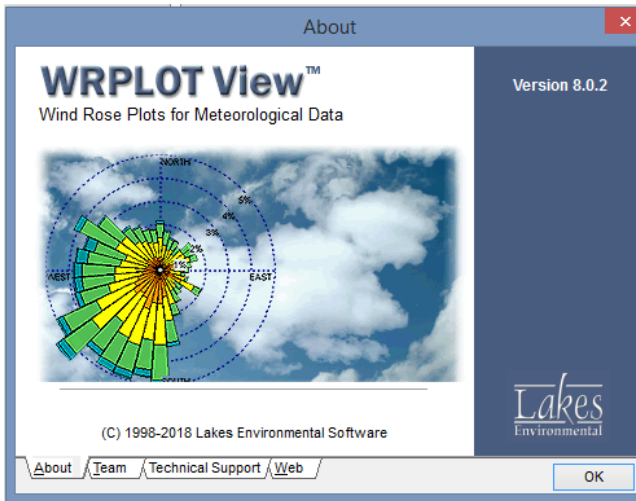 About
WRPLOT View™
Wind Rose Plots for Meteorological Data
Version 8.0.2
NORTH
5%
4%
3%
2%
1%
WEST
EAST
SOUTH
(C) 1998-2018 Lakes Environmental Software
Lakes
Environmental
About
Team
Technical Support
Web
OK